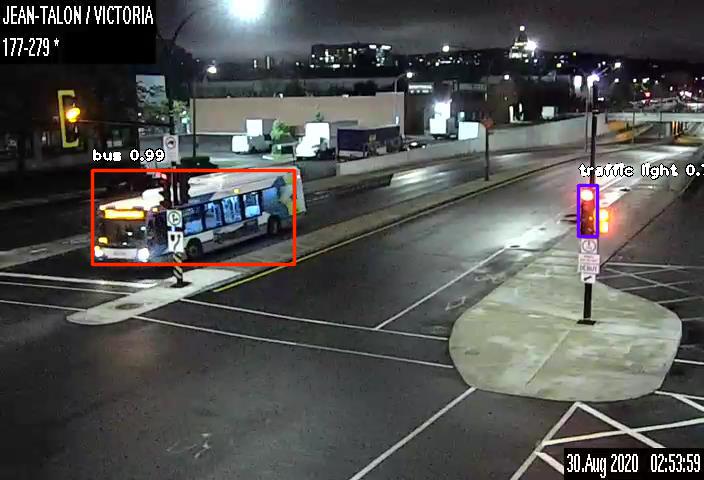 JEAN-TALON / VICTORIA
177-279 *
bus 0.99
traffic light 0.7
30.Aug 2020 02:53:59